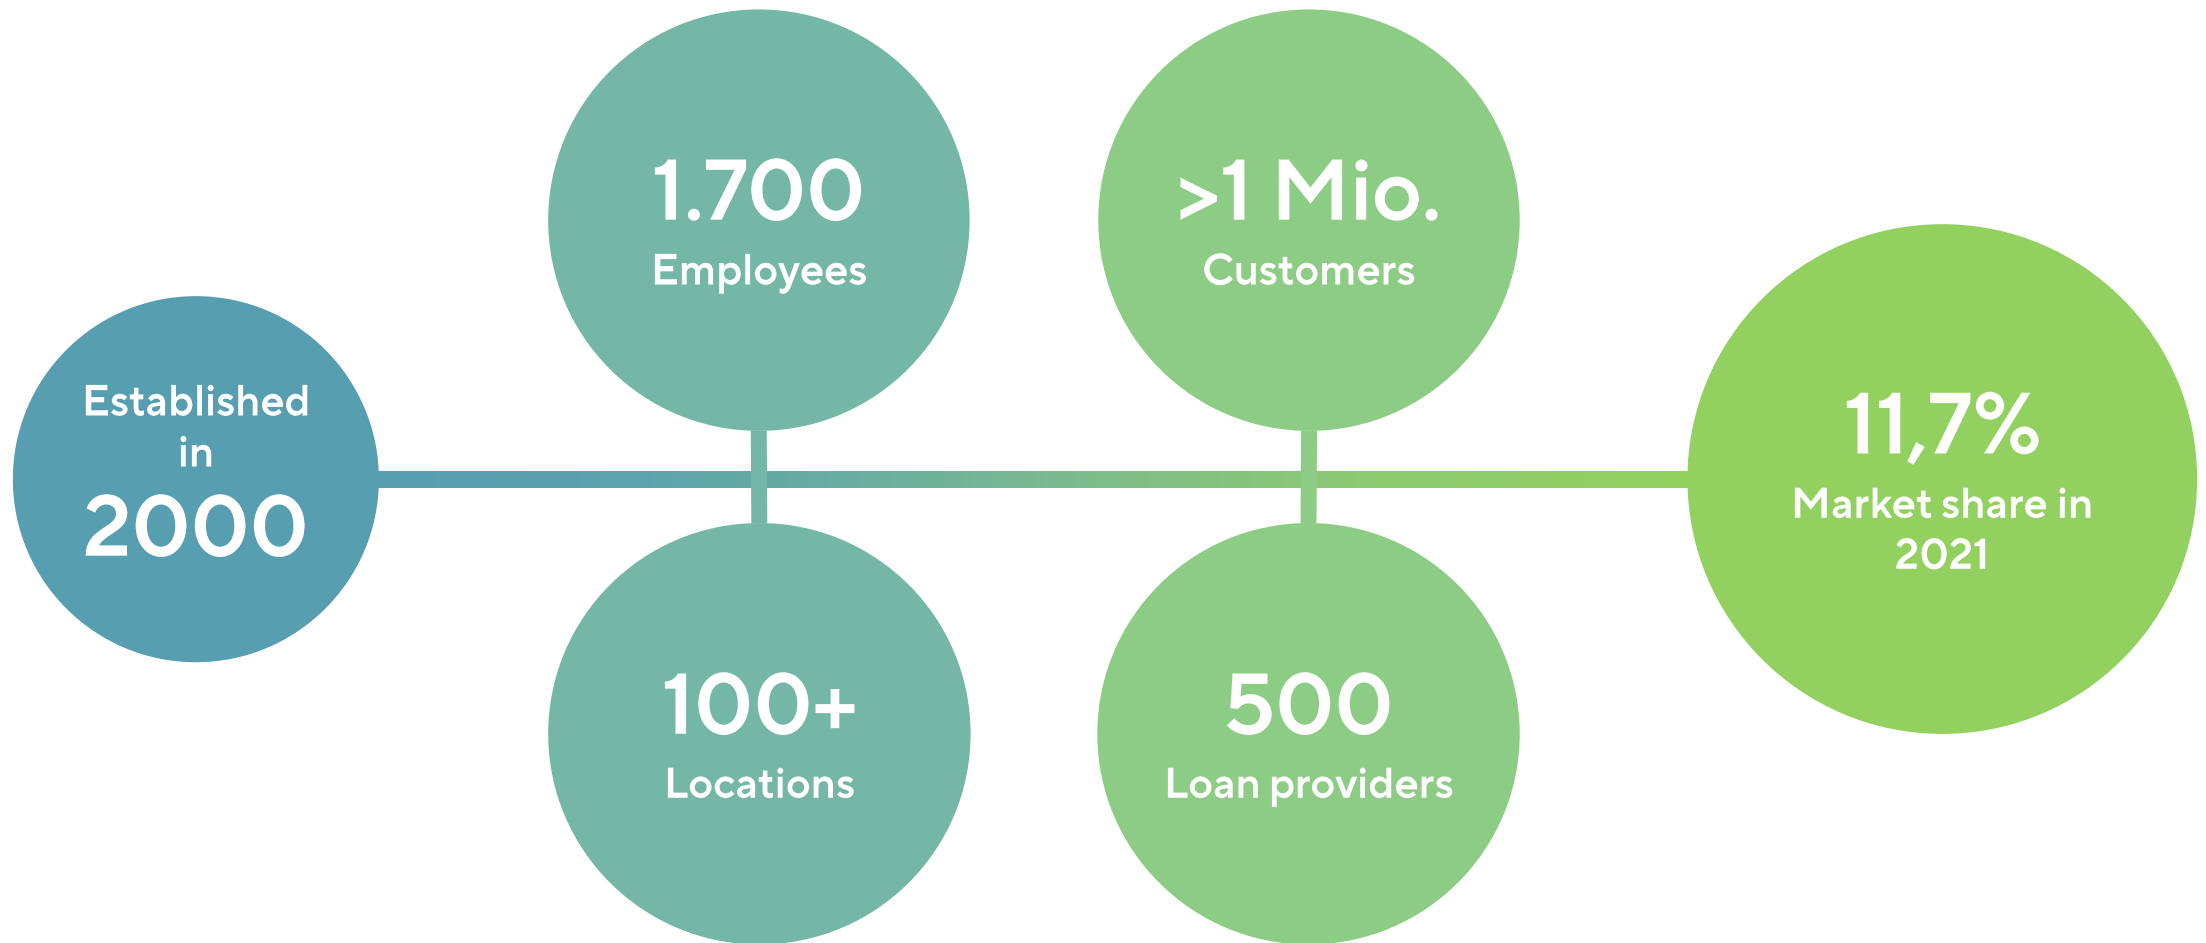 Established
in
2000
1.700
Employees
100+
Locations
>1 Mio.
Customers
500
Loan providers
11,7%
Market share in
2021